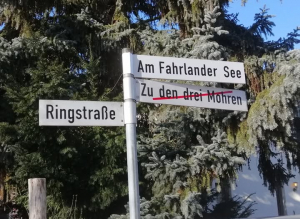 Am Fahrlander See
Zu den drei Mohren
Ringstraße